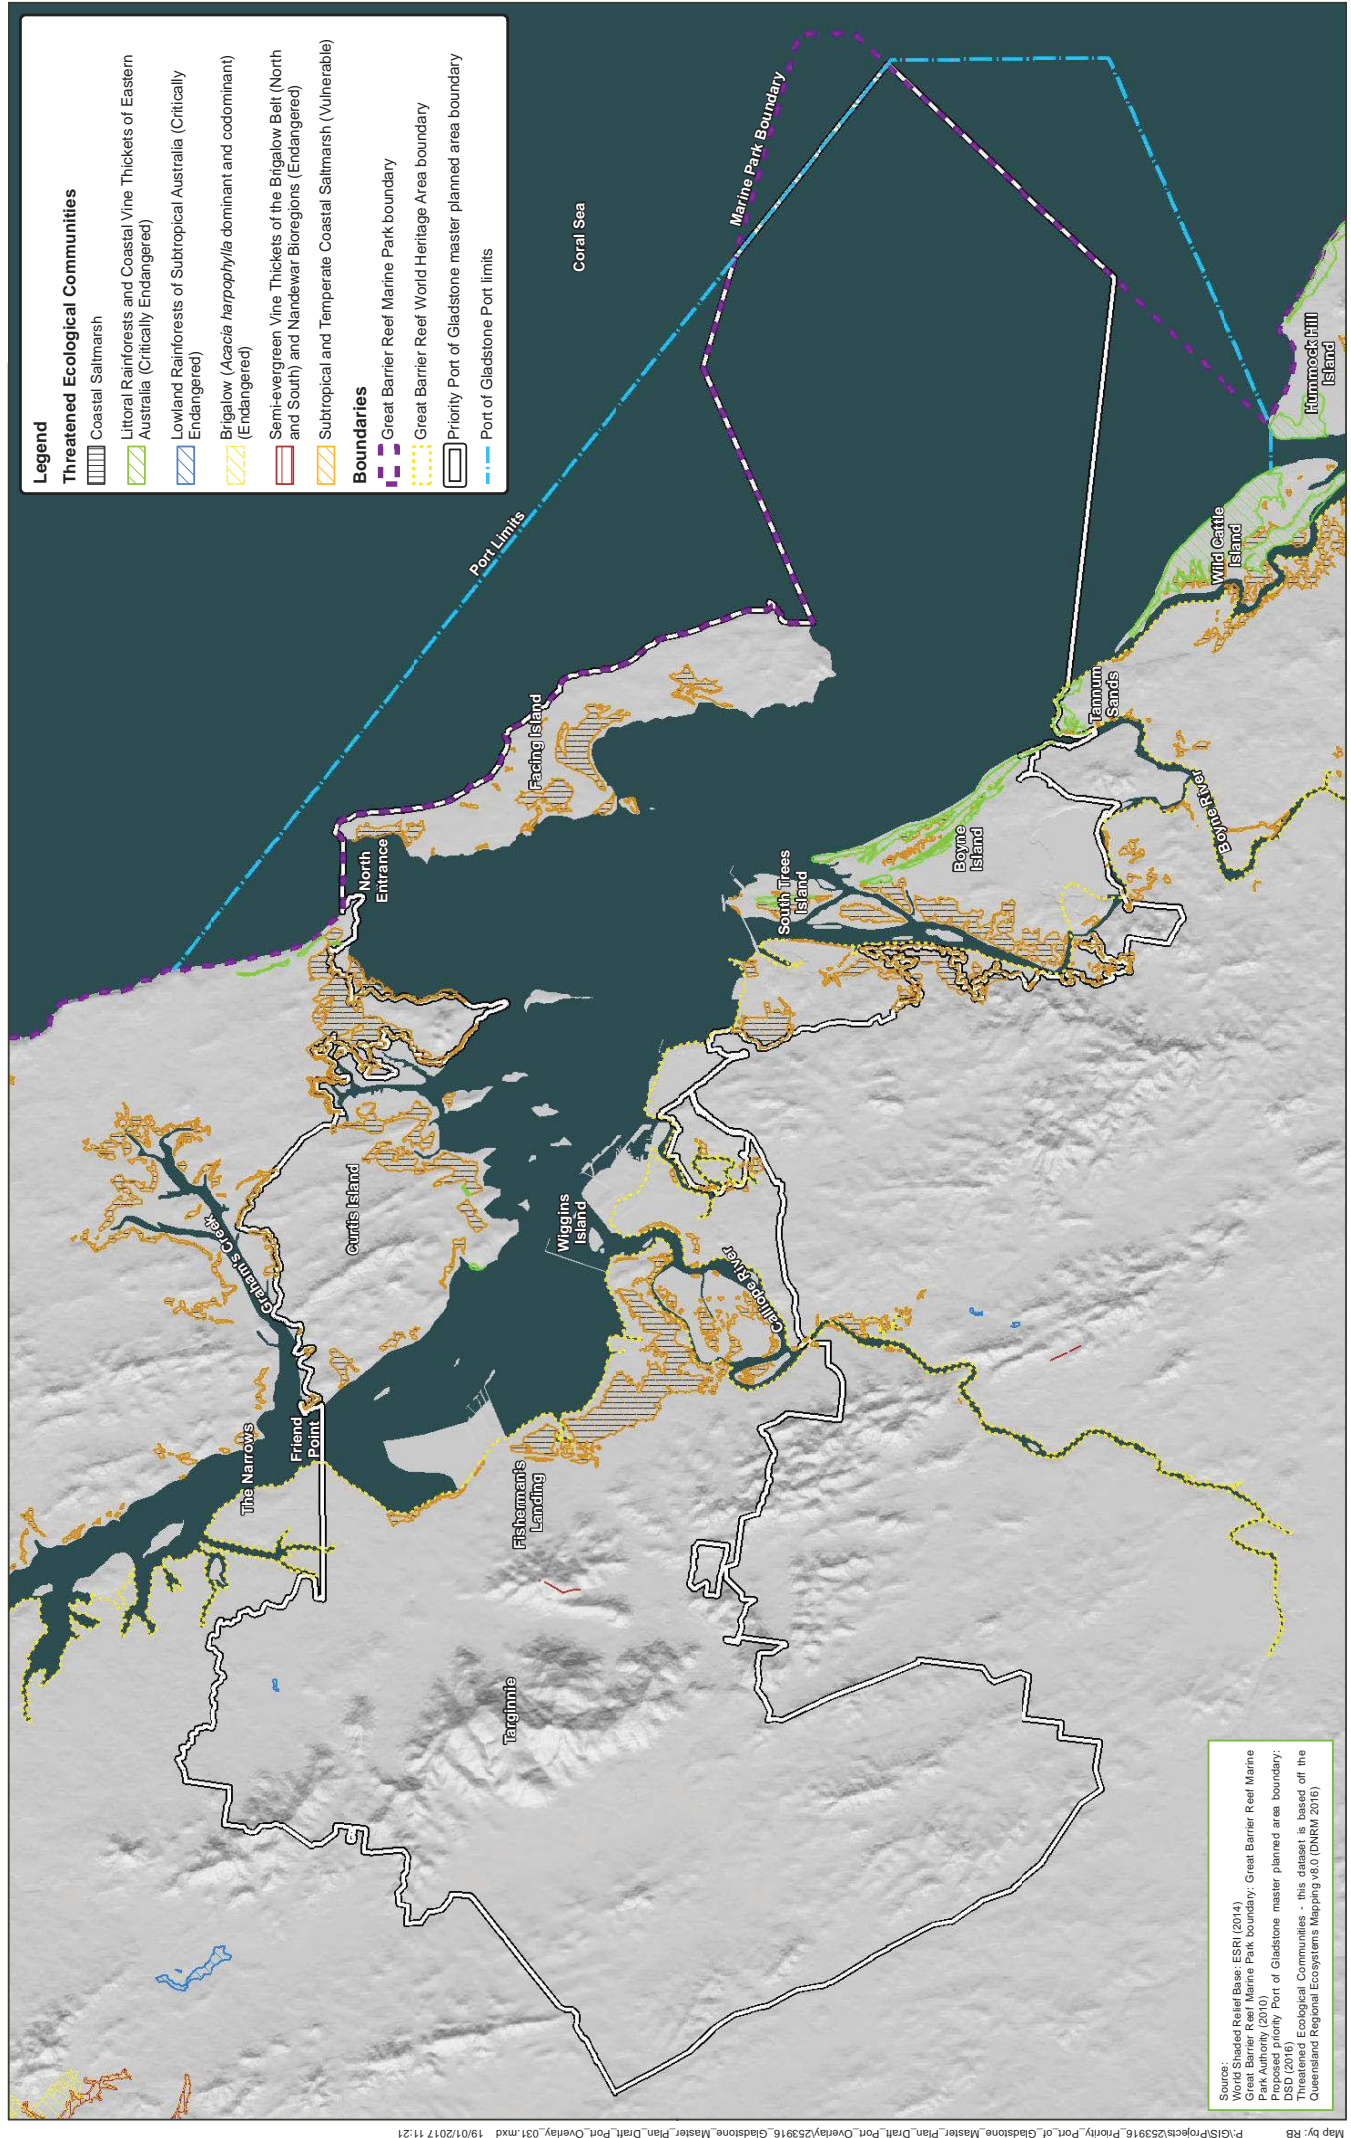 Legend
Threatened Ecological Communities
Coastal Saltmarsh
Littoral Rainforests and Coastal Vine Thickets of Eastern
Australia (Critically Endangered)
Lowland Rainforests of Subtropical Australia (Critically
Endangered)
Brigalow (Acacia harpophylla dominant and codominant)
(Endangered)
Semi-evergreen Vine Thickets of the Brigalow Belt (North
and South) and Nandewar Bioregions (Endangered)
Subtropical and Temperate Coastal Saltmarsh (Vulnerable)
Boundaries
Great Barrier Reef Marine Park boundary
Great Barrier Reef World Heritage Area boundary
Priority Port of Gladstone master planned area boundary
Port of Gladstone Port limits
Marine Park Boundary
Coral Sea
Port Limits
Hummock Hill
Island
Wild Cattle
Island
Tannum
Sands
Boyne River
Facing Island
North
Entrance
Boyne
Island
South Trees
Island
Curtis Island
Graham's Creek
Wiggins
Island
Calliope River
Friend
Point
The Narrows
Fisherman's
Landing
Targinnie
Source:
World Shaded Relief Base: ESRI (2014)
Great Barrier Reef Marine Park boundary: Great Barrier Reef Marine
Park Authority (2010)
Proposed priority Port of Gladstone master planned area boundary:
DSD (2016)
Threatened Ecological Communities - this dataset is based off the
Queensland Regional Ecosystems Mapping v8.0 (DNRM 2016)
Map by: RB
P:\GIS\Projects\253916_Priority_Port_of_Gladstone_Master_Plan_Draft_Port_Overlay\253916_Gladstone_Master_Plan_Draft_Port_Overlay_031.mxd 19/01/2017 11:21